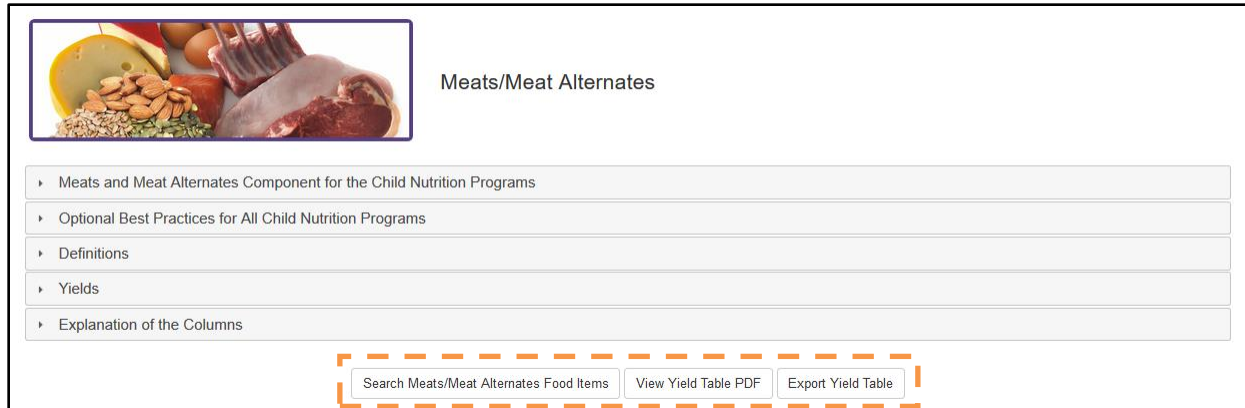 Meats/Meat Alternates
Meats and Meat Alternates Component for the Child Nutrition Programs
Optional Best Practices for All Child Nutrition Programs
Definitions
Yields
Explanation of the Columns
Search Meats/Meat Alternates Food Items View Yield Table PDF Export Yield Table